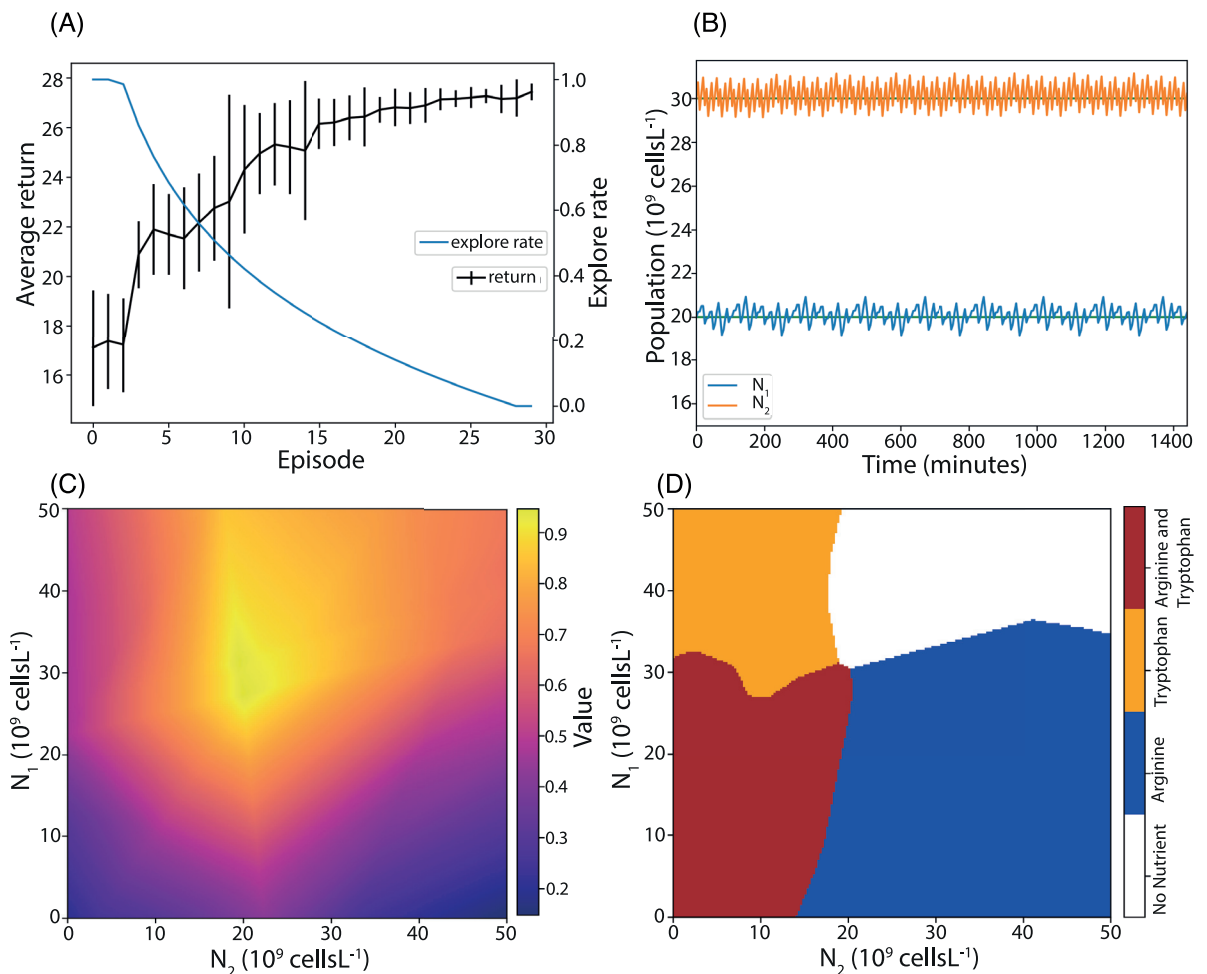 (A)
28
26
24
22
20
18
16
Average return
1.0
0.8
0.6
0.4
0.2
0.0
Explore rate
explore rate
return
0 5 10 15 20 25 30
Episode
(B)
30
28
26
24
22
20
18
16
Population (10⁹ cellsL⁻¹)
N₁
N₂
0 200 400 600 800 1000 1200 1400
Time (minutes)
(C)
50
40
30
20
10
0
N₁ (10⁹ cellsL⁻¹)
0 10 20 30 40 50
N₂ (10⁹ cellsL⁻¹)
0.9
0.8
0.7
0.6
0.5
0.4
0.3
0.2
Value
(D)
50
40
30
20
10
0
N₁ (10⁹ cellsL⁻¹)
0 10 20 30 40 50
N₂ (10⁹ cellsL⁻¹)
Arginine and
Tryptophan
Tryptophan
Arginine
No Nutrient